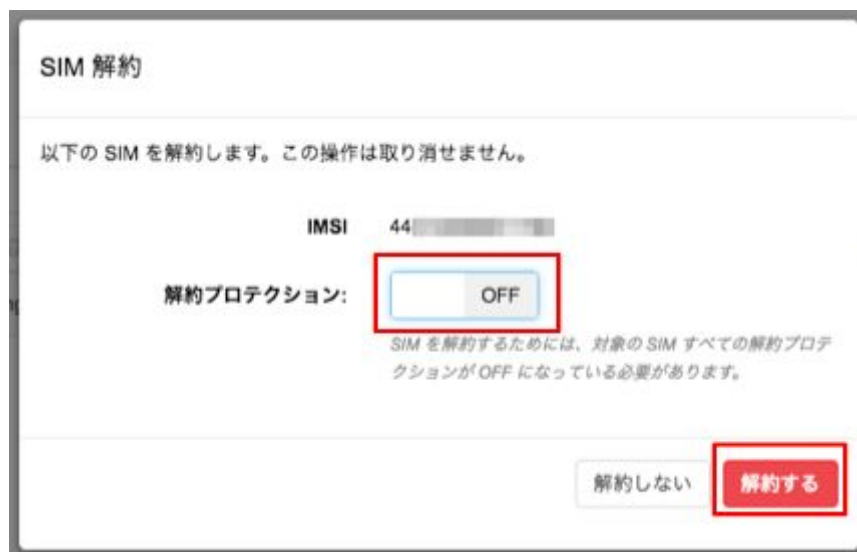 SIM 解約
以下の SIM を解約します。この操作は取り消せません。
IMSI 44
解約プロテクション: OFF
SIM を解約するためには、対象の SIM すべての解約プロテ
クションが OFF になっている必要があります。
解約しない 解約する